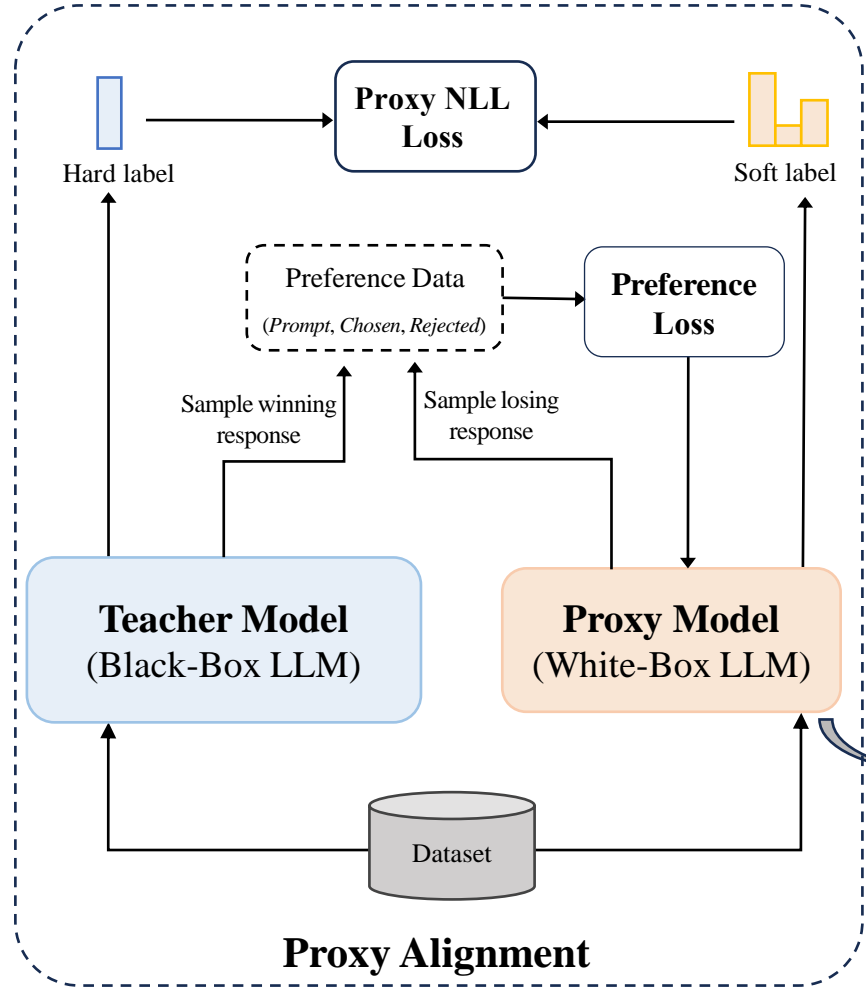 Proxy NLL
Loss
Hard label
Soft label
Preference Data
(Prompt, Chosen, Rejected)
Preference
Loss
Sample winning
response
Sample losing
response
Teacher Model
(Black-Box LLM)
Proxy Model
(White-Box LLM)
Dataset
Proxy Alignment